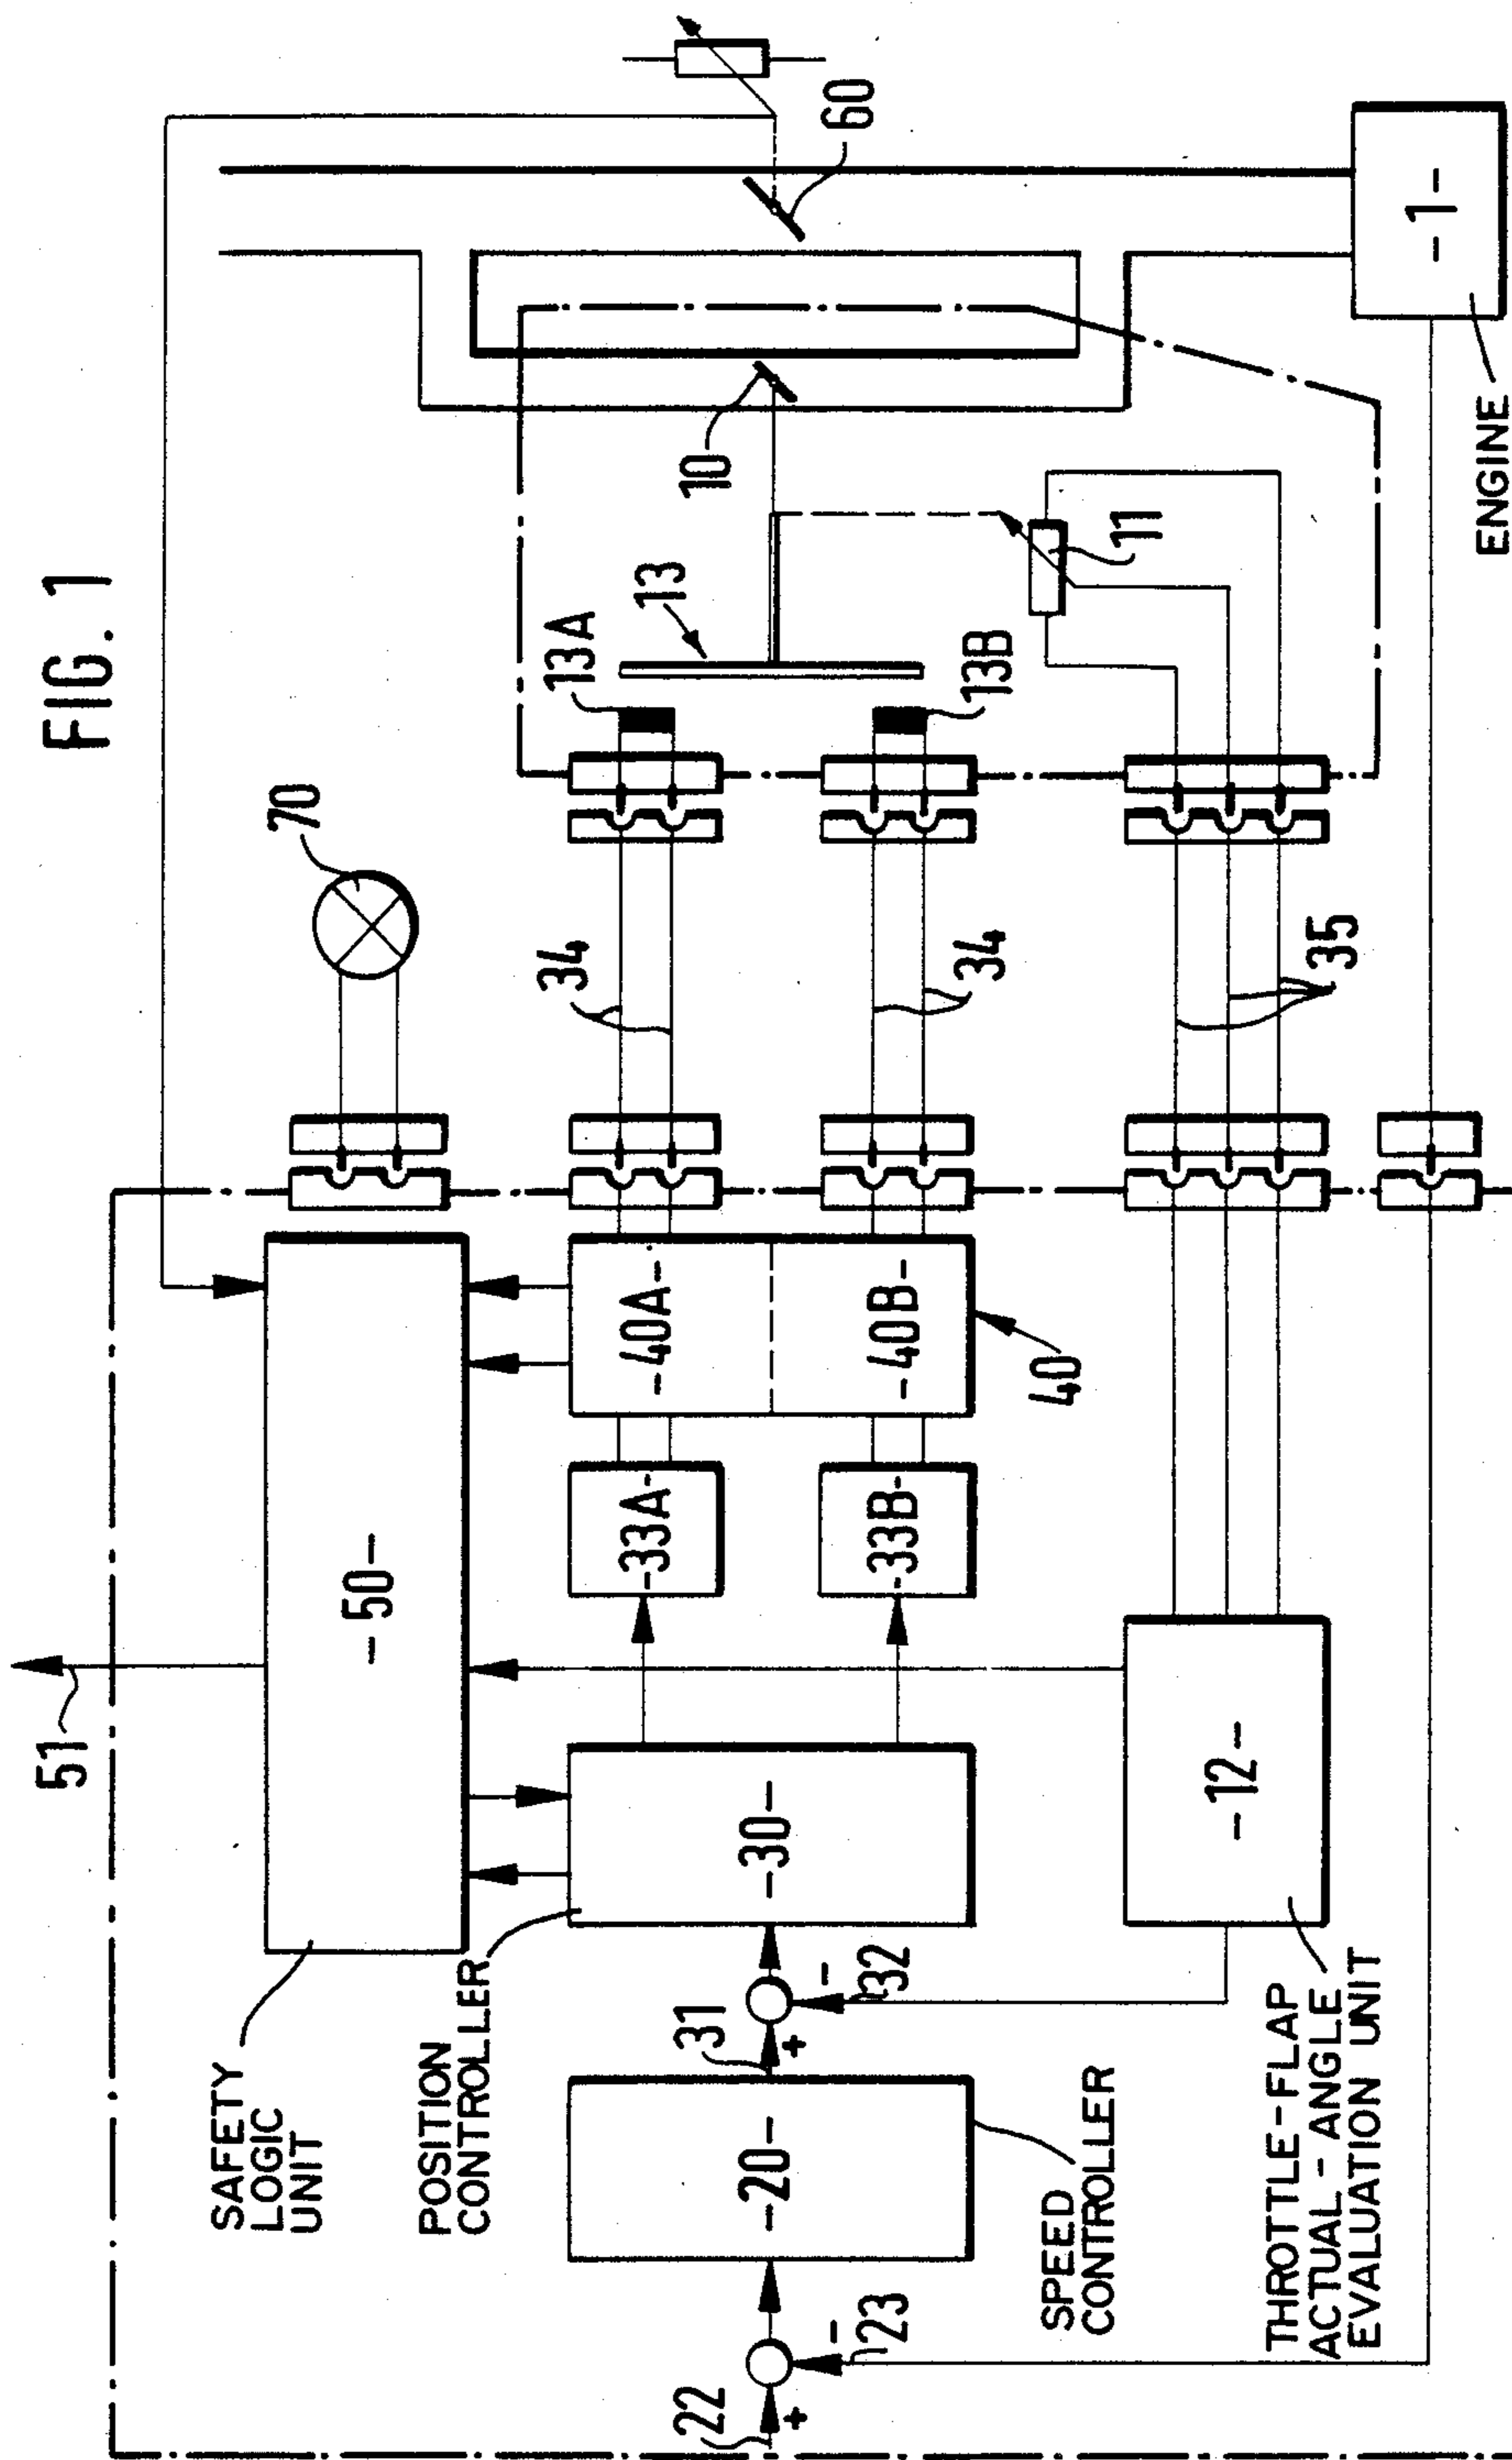 FIG. 1
51
SAFETY
LOGIC
UNIT
-50-
70
POSITION
CONTROLLER
-30-
-33A-
-33B-
-40A-
-40B-
40
34
34
13A
13
13B
10
60
22
+
-
23
-20-
SPEED
CONTROLLER
31
+
-
32
-12-
THROTTLE-FLAP
ACTUAL-ANGLE
EVALUATION UNIT
35
11
-1-
ENGINE